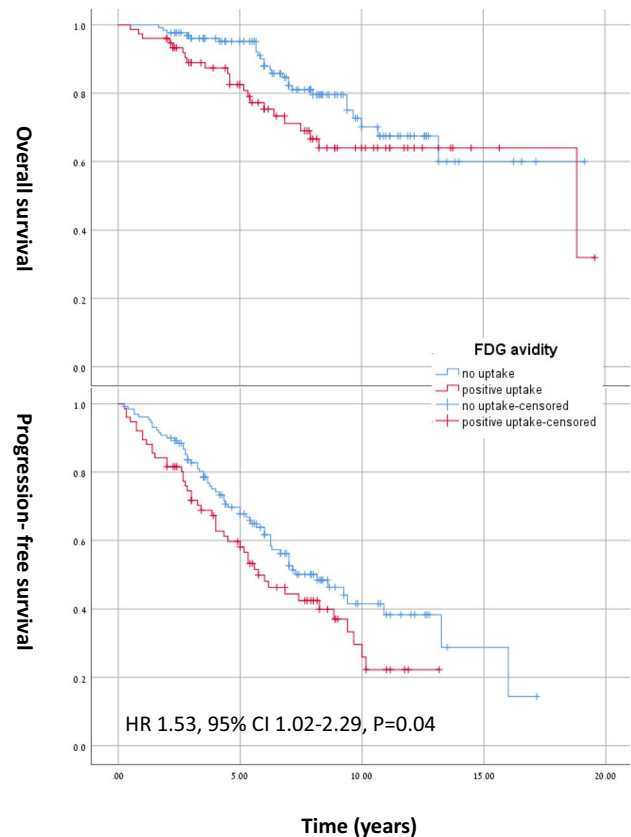 Overall survival
1.0
0.8
0.6
0.4
0.2
0.0
FDG avidity
no uptake
positive uptake
no uptake-censored
positive uptake-censored
Progression- free survival
1.0
0.8
0.6
0.4
0.2
0.0
HR 1.53, 95% CI 1.02-2.29, P=0.04
.00
5.00
10.00
15.00
20.00
Time (years)